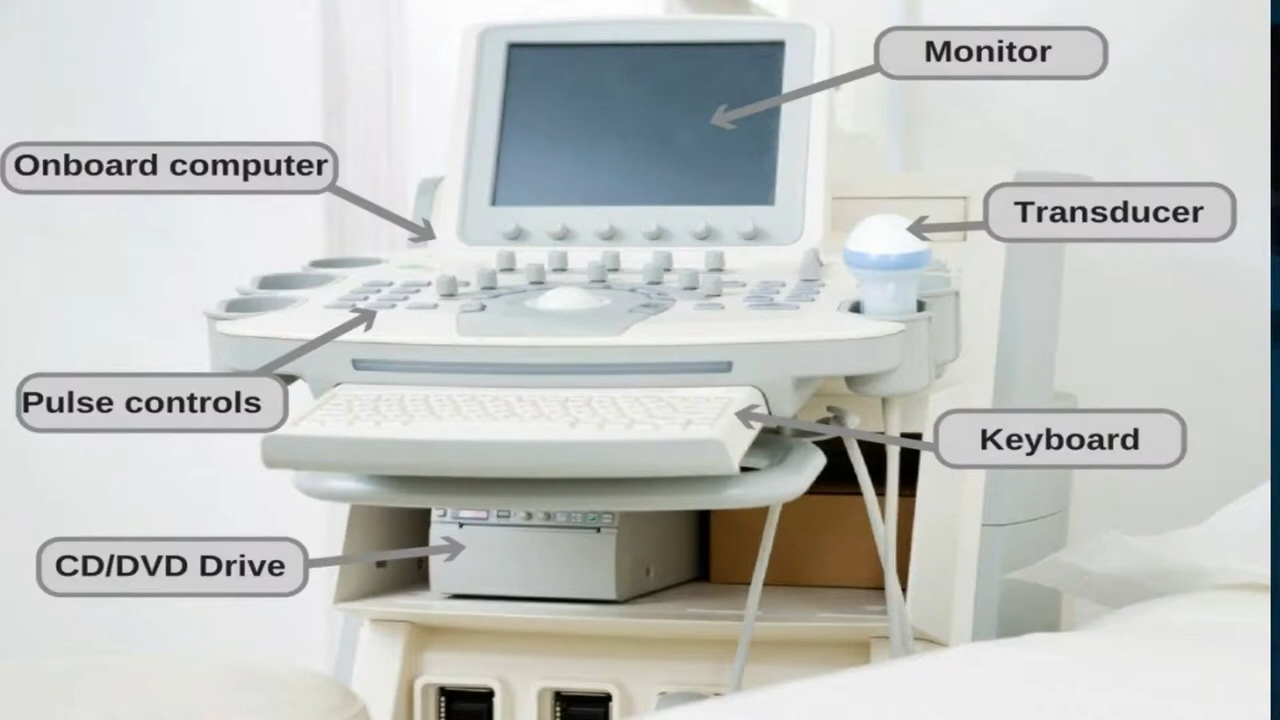 Monitor
Onboard computer
Transducer
Pulse controls
Keyboard
CD/DVD Drive